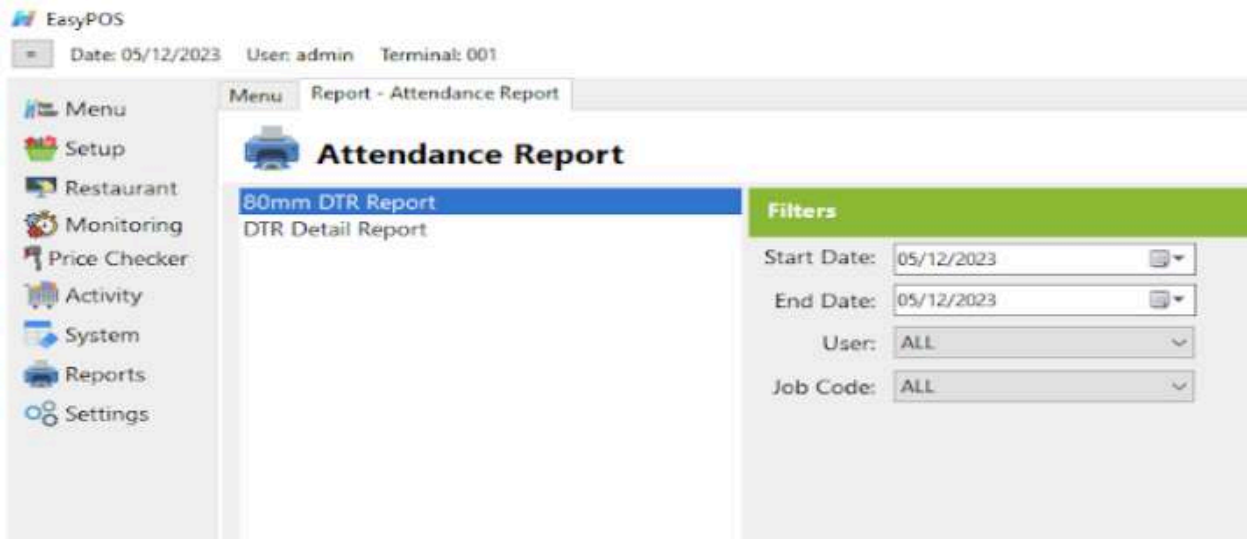 EasyPOS
= Date: 05/12/2023 User: admin Terminal: 001
Menu
Setup
Restaurant
Monitoring
Price Checker
Activity
System
Reports
Settings
Menu Report - Attendance Report
Attendance Report
80mm DTR Report
DTR Detail Report
Filters
Start Date: 05/12/2023
End Date: 05/12/2023
User: ALL
Job Code: ALL